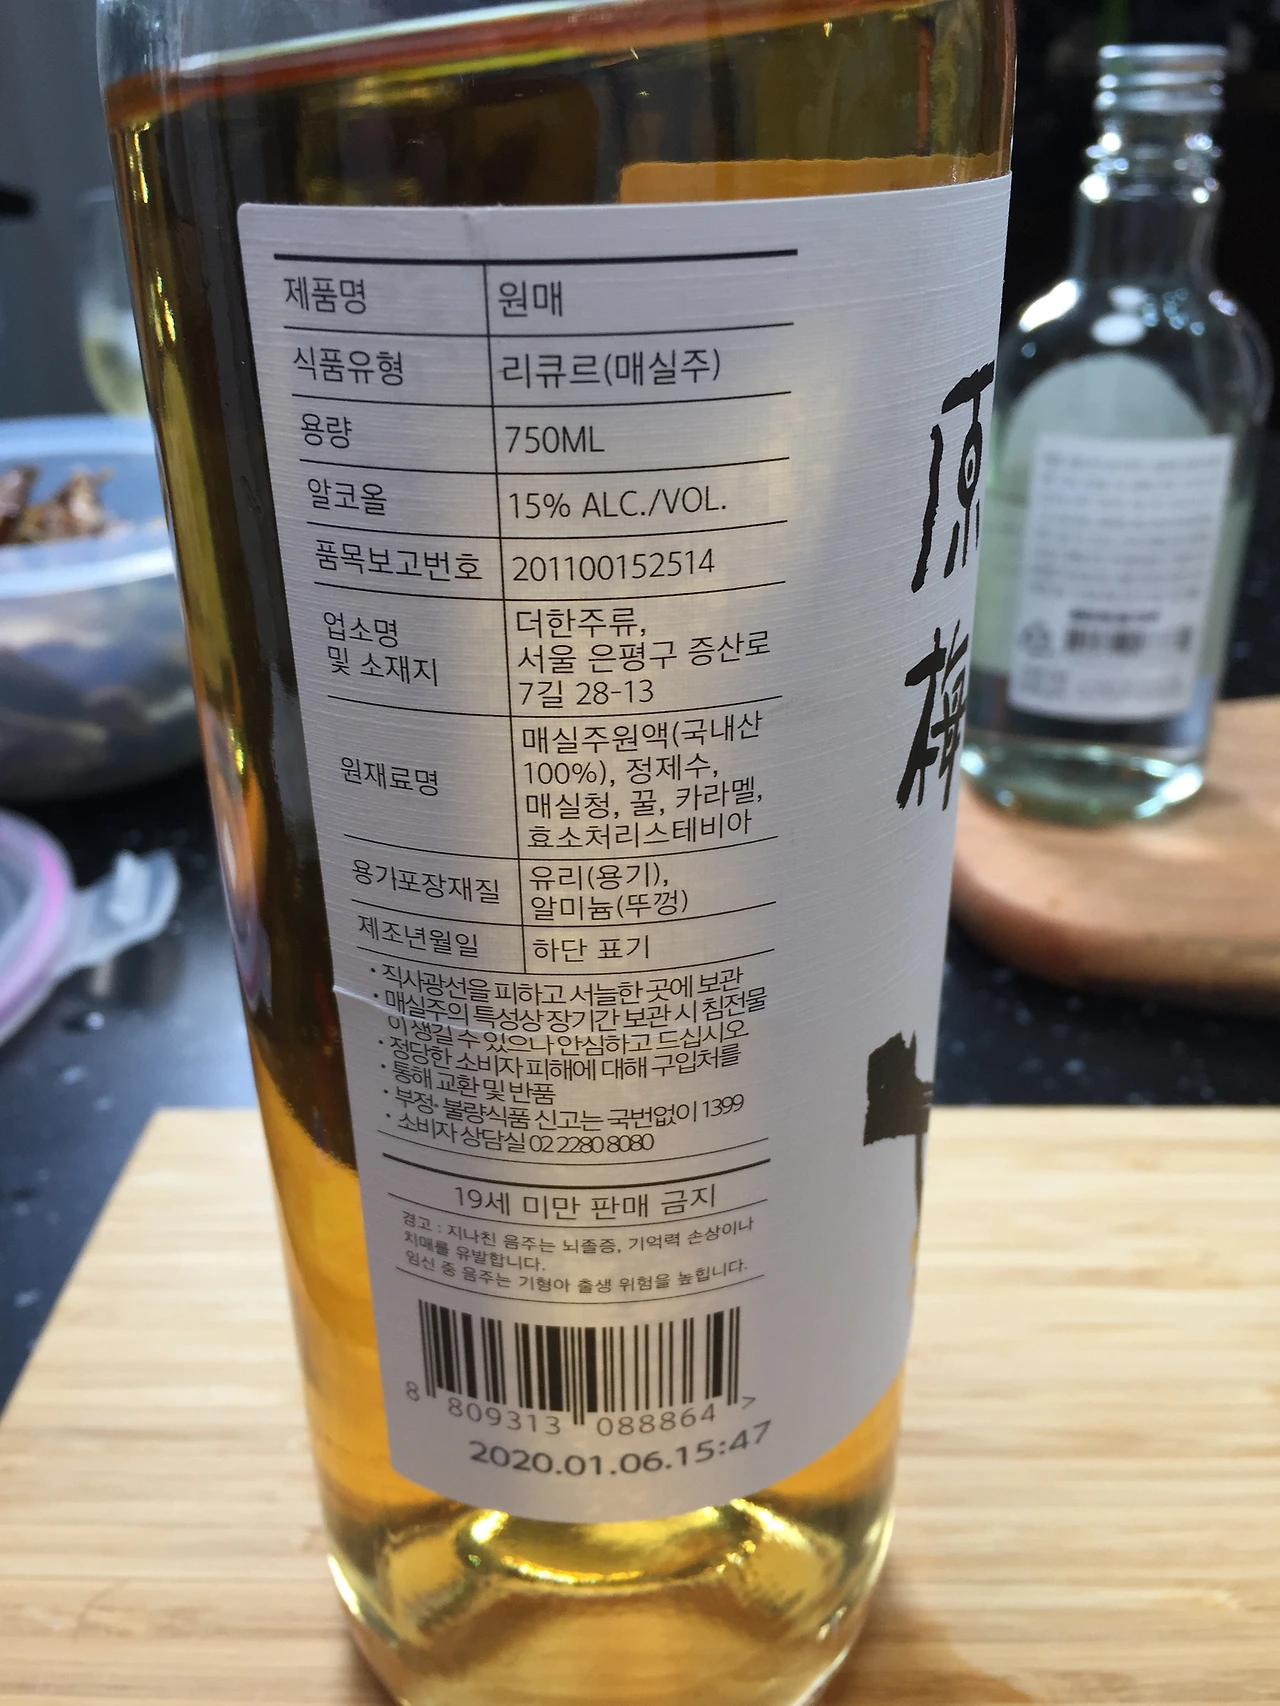 제품명 원매
식품유형 리큐르(매실주)
용량 750ML
알코올 15% ALC./VOL.
품목보고번호 201100152514
업소명
및 소재지
더한주류,
서울 은평구 증산로
7길 28-13
원재료명
매실주원액(국내산
100%), 정제수,
매실청, 꿀, 카라멜,
효소처리스테비아
용기포장재질
유리(용기),
알미늄(뚜껑)
제조년월일 하단 표기
· 직사광선을 피하고 서늘한 곳에 보관
· 매실주의 특성상 장기간 보관 시 침전물
이 생길 수 있으나 안심하고 드십시오
· 정당한 소비자 피해에 대해 구입처를
· 통해 교환 및 반품
· 부정·불량식품 신고는 국번없이 1399
· 소비자 상담실 02 2280 8080
19세 미만 판매 금지
경고 : 지나친 음주는 뇌졸증, 기억력 손상이나
치매를 유발합니다.
임신 중 음주는 기형아 출생 위험을 높힙니다.
8 809313 088864 >
2020.01.06.15:47
原
梅